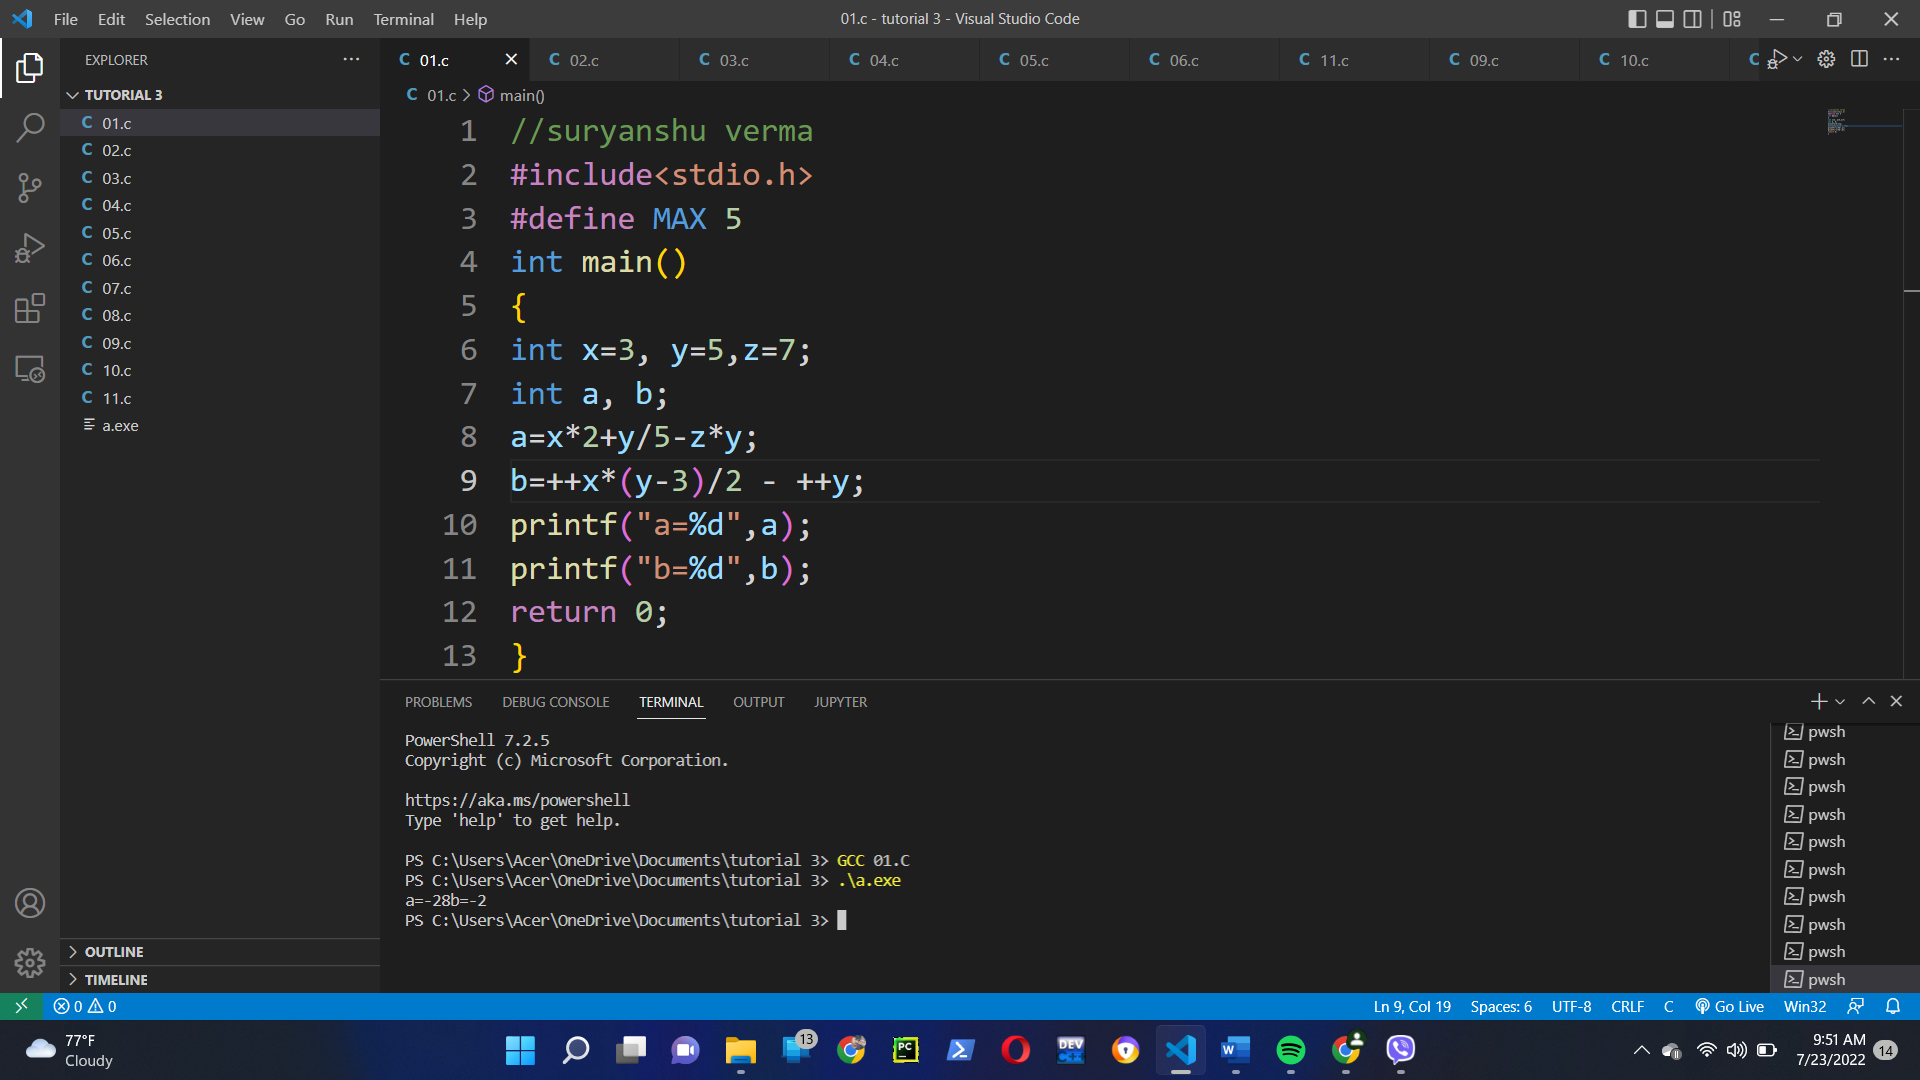 File Edit Selection View Go Run Terminal Help
01.c - tutorial 3 - Visual Studio Code
EXPLORER
TUTORIAL 3
C 01.c
C 02.c
C 03.c
C 04.c
C 05.c
C 06.c
C 07.c
C 08.c
C 09.c
C 10.c
C 11.c
a.exe
OUTLINE
TIMELINE
C 01.c C 02.c C 03.c C 04.c C 05.c C 06.c C 11.c C 09.c C 10.c C
C 01.c > main()
1 //suryanshu verma
2 #include<stdio.h>
3 #define MAX 5
4 int main()
5 {
6 int x=3, y=5,z=7;
7 int a, b;
8 a=x*2+y/5-z*y;
9 b=++x*(y-3)/2 - ++y;
10 printf("a=%d",a);
11 printf("b=%d",b);
12 return 0;
13 }
PROBLEMS DEBUG CONSOLE TERMINAL OUTPUT JUPYTER
PowerShell 7.2.5
Copyright (c) Microsoft Corporation.
https://aka.ms/powershell
Type 'help' to get help.
PS C:\Users\Acer\OneDrive\Documents\tutorial 3> GCC 01.C
PS C:\Users\Acer\OneDrive\Documents\tutorial 3> .\a.exe
a=-28b=-2
PS C:\Users\Acer\OneDrive\Documents\tutorial 3>
pwsh
pwsh
pwsh
pwsh
pwsh
pwsh
pwsh
pwsh
pwsh
pwsh
0 0
Ln 9, Col 19 Spaces: 6 UTF-8 CRLF C Go Live Win32
77°F
Cloudy
13
PC
DEV
W
9:51 AM
7/23/2022
14